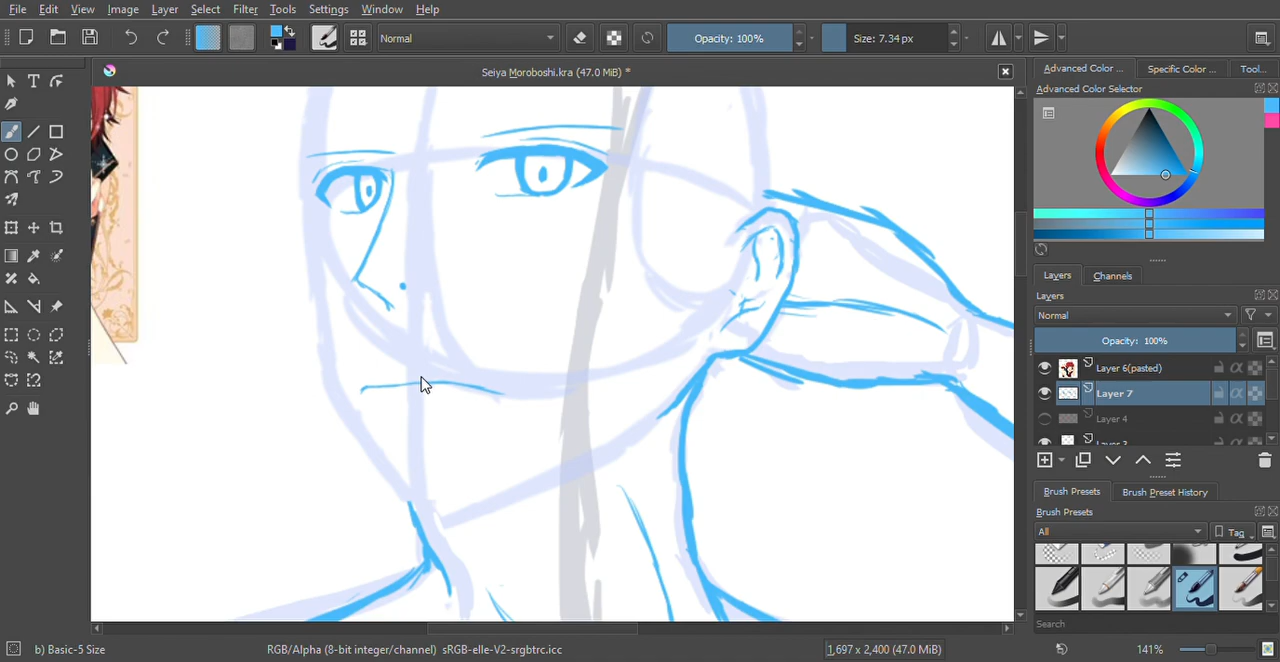 File Edit View Image Layer Select Filter Tools Settings Window Help
Normal Opacity: 100% Size: 7.34 px
Seiya Moroboshi.kra (47.0 MiB) *
Advanced Color ... Specific Color ... Tool...
Advanced Color Selector
Layers Channels
Layers
Normal
Opacity: 100%
Layer 6(pasted)
Layer 7
Layer 4
Layer 3
Brush Presets Brush Preset History
Brush Presets
All Tag
Search
b) Basic-5 Size RGB/Alpha (8-bit integer/channel) sRGB-elle-V2-srgbtrc.icc 1,697 x 2,400 (47.0 MiB) 141%